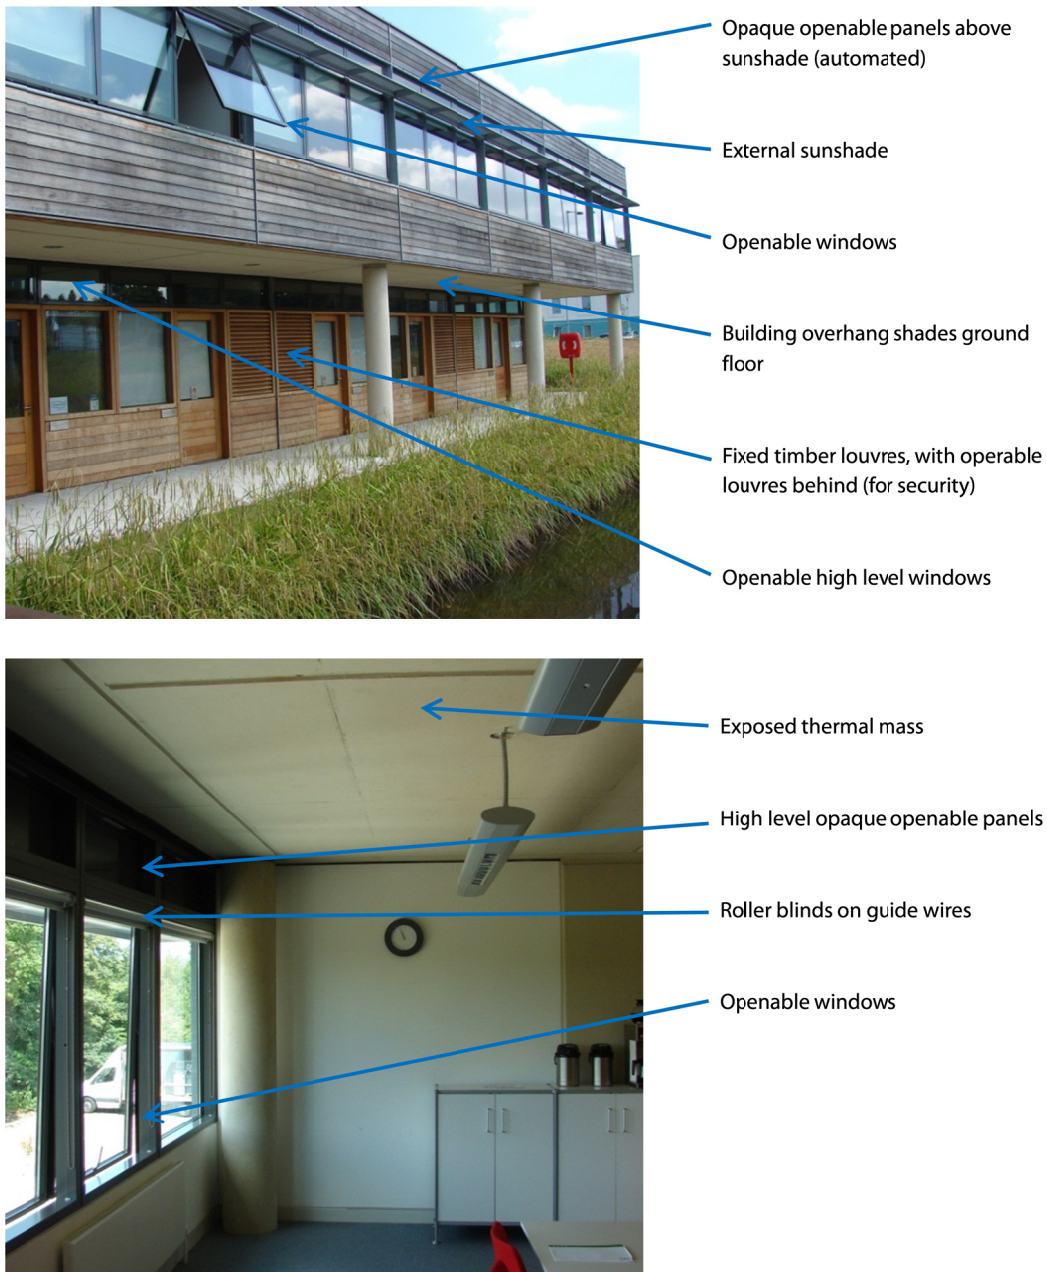 Opaque openable panels above
sunshade (automated)
External sunshade
Openable windows
Building overhang shades ground
floor
Fixed timber louvres, with operable
louvres behind (for security)
Openable high level windows
Exposed thermal mass
High level opaque openable panels
Roller blinds on guide wires
Openable windows